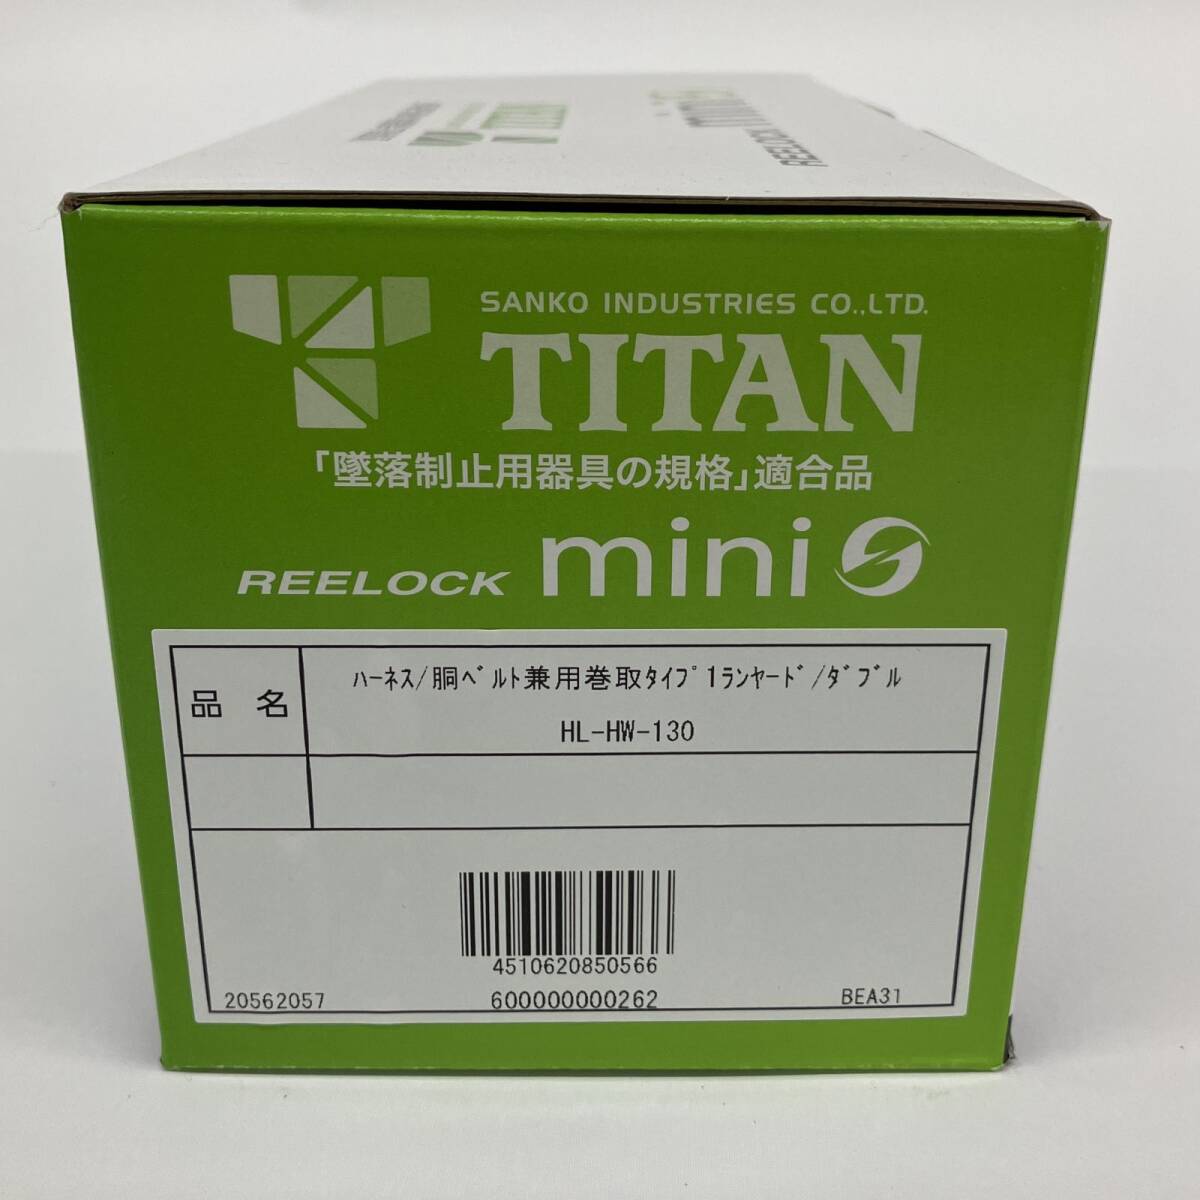 REELOCK
TITAN
SANKO INDUSTRIES CO.,LTD.
TITAN
「墜落制止用器具の規格」適合品
REELOCK mini
品 名
ﾊｰﾈｽ/胴ﾍﾞﾙﾄ兼用巻取ﾀｲﾌﾟ1ﾗﾝﾔｰﾄﾞ/ﾀﾞﾌﾞﾙ
HL-HW-130
4510620850566
20562057
600000000262
BEA31